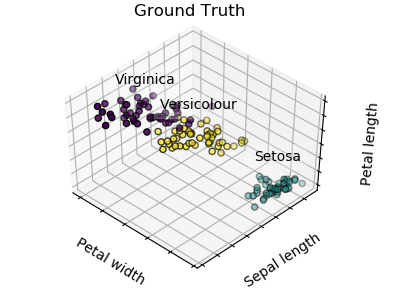 Ground Truth
Virginica
Versicolour
Setosa
Petal length
Petal width
Sepal length